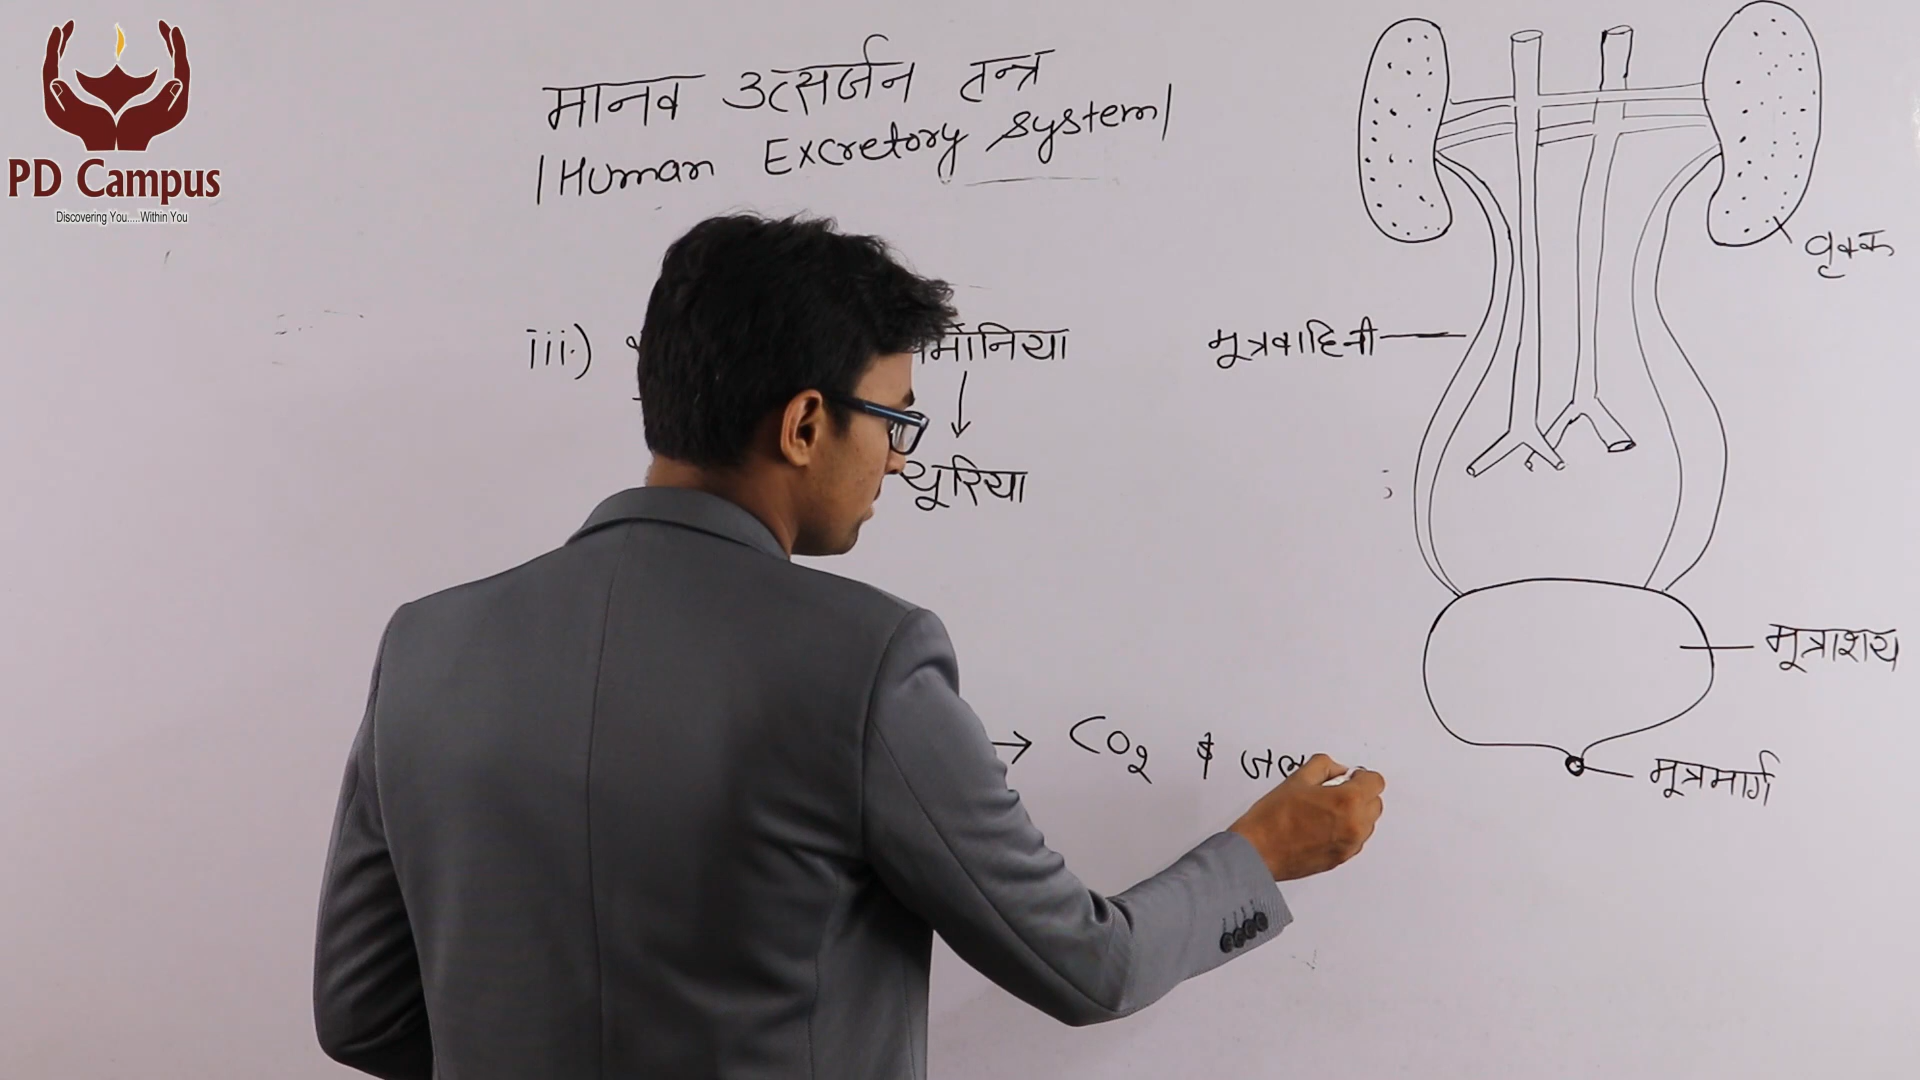 PD Campus
Discovering You.....Within You
मानव उत्सर्जन तन्त्र
|Human Excretory System|
iii.)
यूरिया
→ CO2 &
वृक्क
मूत्रवाहिनी
मूत्राशय
मूत्रमार्ग